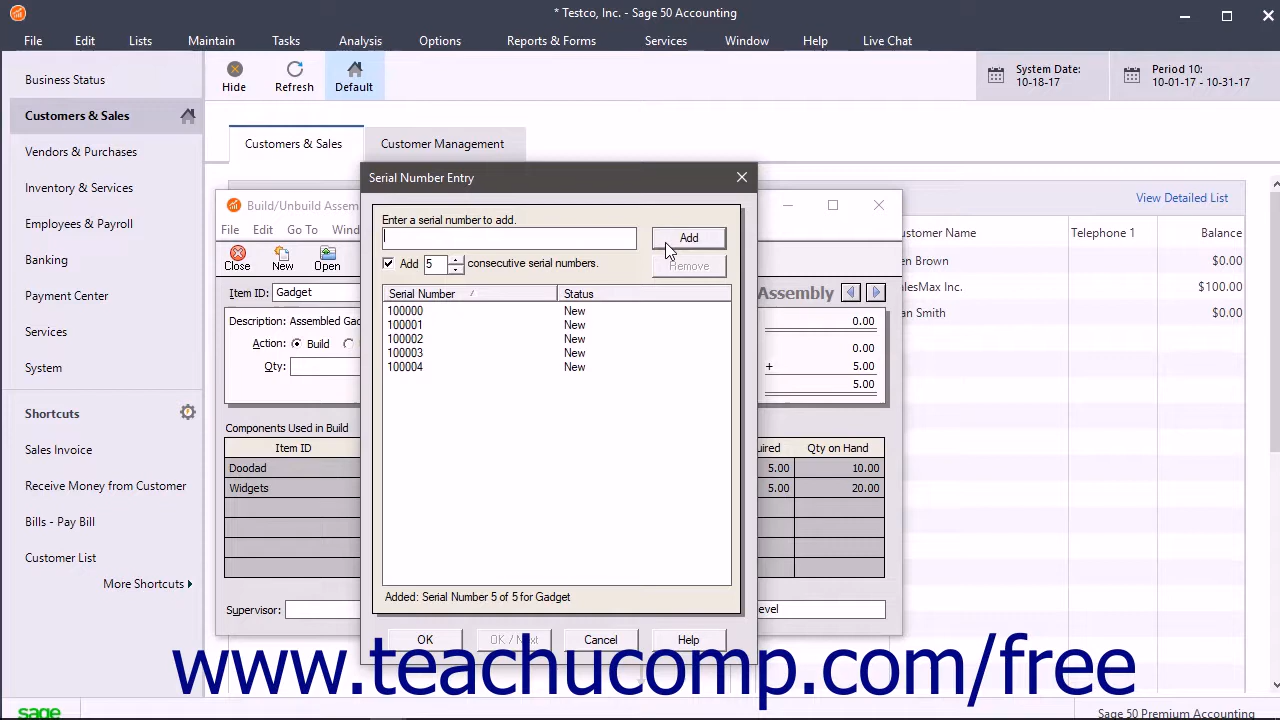 * Testco, Inc. - Sage 50 Accounting
File Edit Lists Maintain Tasks Analysis Options Reports & Forms Services Window Help Live Chat
Business Status
Customers & Sales
Vendors & Purchases
Inventory & Services
Employees & Payroll
Banking
Payment Center
Services
System
Shortcuts
Sales Invoice
Receive Money from Customer
Bills - Pay Bill
Customer List
More Shortcuts
Hide Refresh Default
System Date:
10-18-17
Period 10:
10-01-17 - 10-31-17
Customers & Sales Customer Management
View Detailed List
Telephone 1 Balance
Brown $0.00
Inc. $100.00
Smith $0.00
Build/Unbuild
File Edit Go To
Close New Open
Item ID: Gadget
Assembly
Description: Assembled
Action: Build
Qty:
0.00
0.00
+ 5.00
5.00
Components Used in Build
Item ID Qty on Hand
Doodad 5.00 10.00
Widgets 5.00 20.00
Supervisor:
Serial Number Entry
Enter a serial number to add.
Add
Add 5 consecutive serial numbers.
Remove
Serial Number Status
100000 New
100001 New
100002 New
100003 New
100004 New
Added: Serial Number 5 of 5 for Gadget
OK OK / Next Cancel Help
www.teachucomp.com/free
sage
Sage 50 Premium Accounting